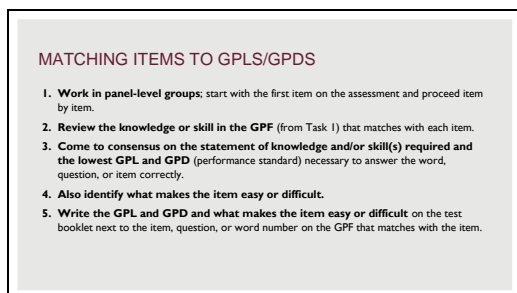 MATCHING ITEMS TO GPLS/GPDS
1. Work in panel-level groups; start with the first item on the assessment and proceed item
by item.
2. Review the knowledge or skill in the GPF (from Task 1) that matches with each item.
3. Come to consensus on the statement of knowledge and/or skill(s) required and
the lowest GPL and GPD (performance standard) necessary to answer the word,
question, or item correctly.
4. Also identify what makes the item easy or difficult.
5. Write the GPL and GPD and what makes the item easy or difficult on the test
booklet next to the item, question, or word number on the GPF that matches with the item.